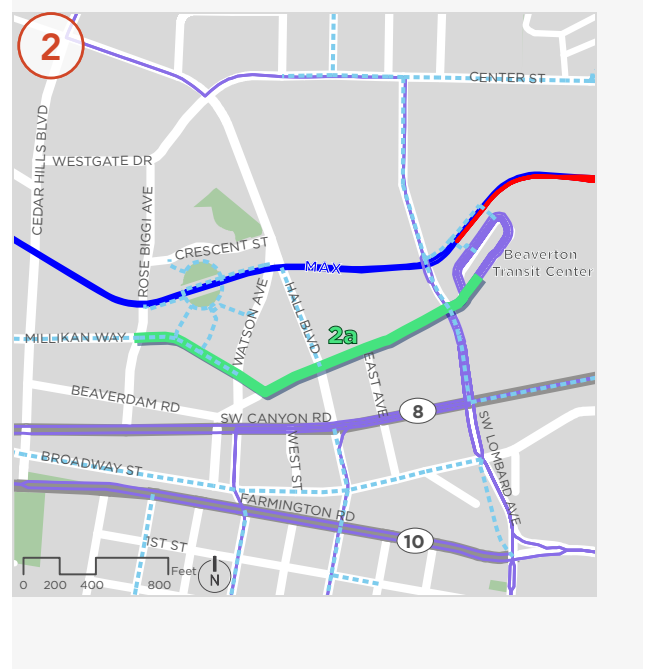 2
CENTER ST
CEDAR HILLS BLVD
WESTGATE DR
ROSE BIGGI AVE
CRESCENT ST
MAX
Beaverton
Transit Center
WATSON AVE
HALL BLVD
2a
MILLIKAN WAY
EAST AVE
BEAVERDAM RD
SW CANYON RD
8
WEST ST
SW LOMBARD AVE
BROADWAY ST
FARMINGTON RD
10
1ST ST
Feet
0 200 400 800
N